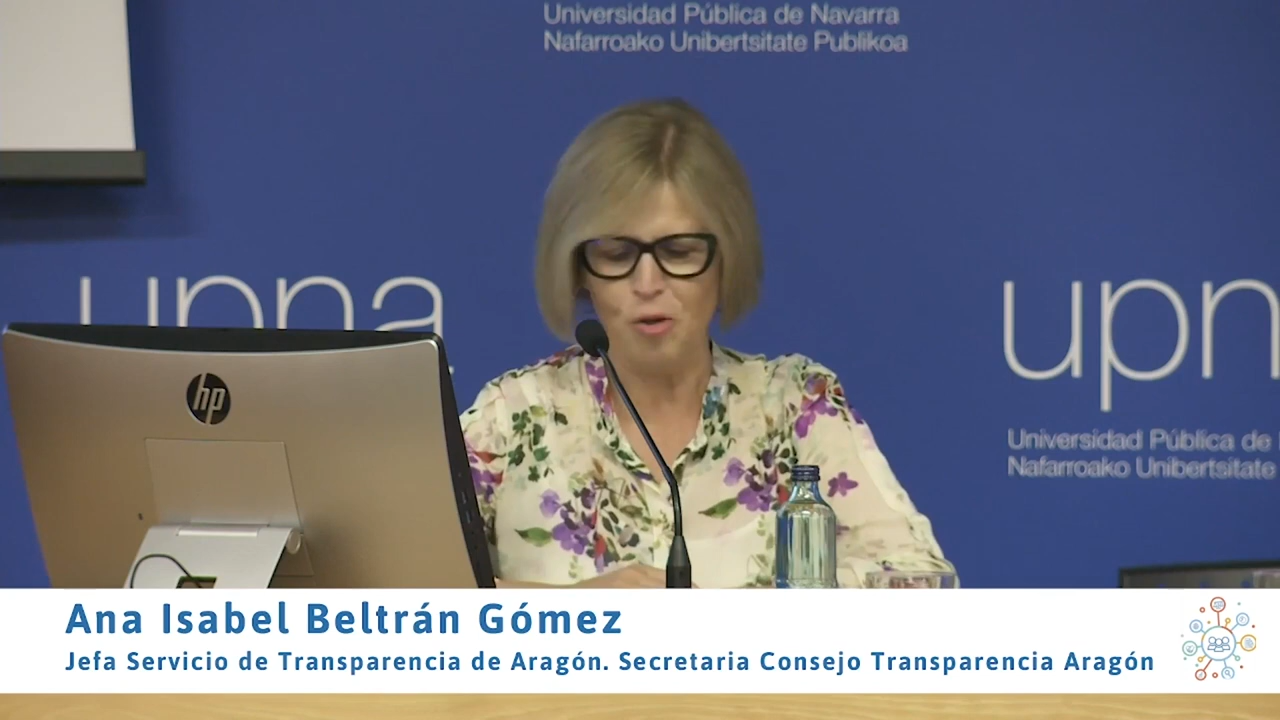 Universidad Pública de Navarra
Nafarroako Unibertsitate Publikoa
upna
upn
hp
Universidad Pública de
Nafarroako Unibertsitate
Ana Isabel Beltrán Gómez
Jefa Servicio de Transparencia de Aragón. Secretaria Consejo Transparencia Aragón